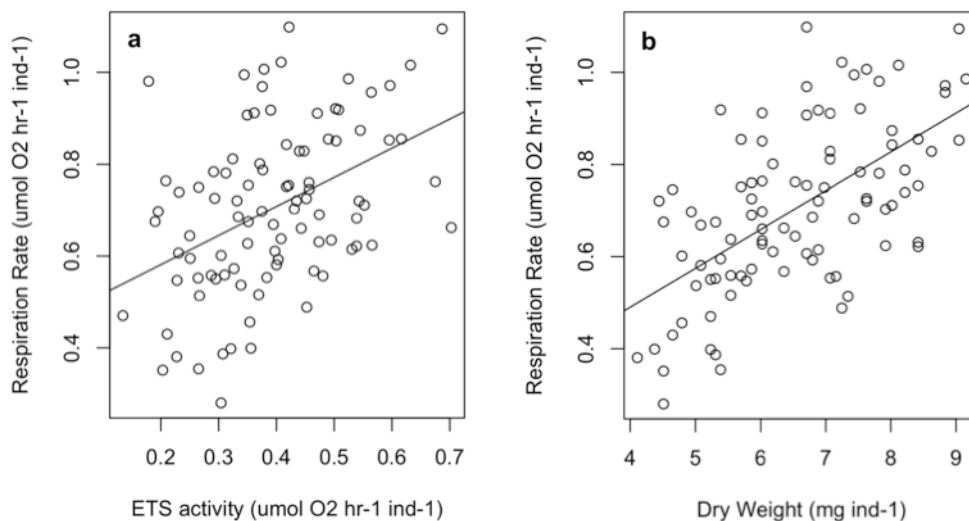 a
Respiration Rate (umol O2 hr-1 ind-1)
1.0
0.8
0.6
0.4
0.2 0.3 0.4 0.5 0.6 0.7
ETS activity (umol O2 hr-1 ind-1)
b
Respiration Rate (umol O2 hr-1 ind-1)
1.0
0.8
0.6
0.4
4 5 6 7 8 9
Dry Weight (mg ind-1)